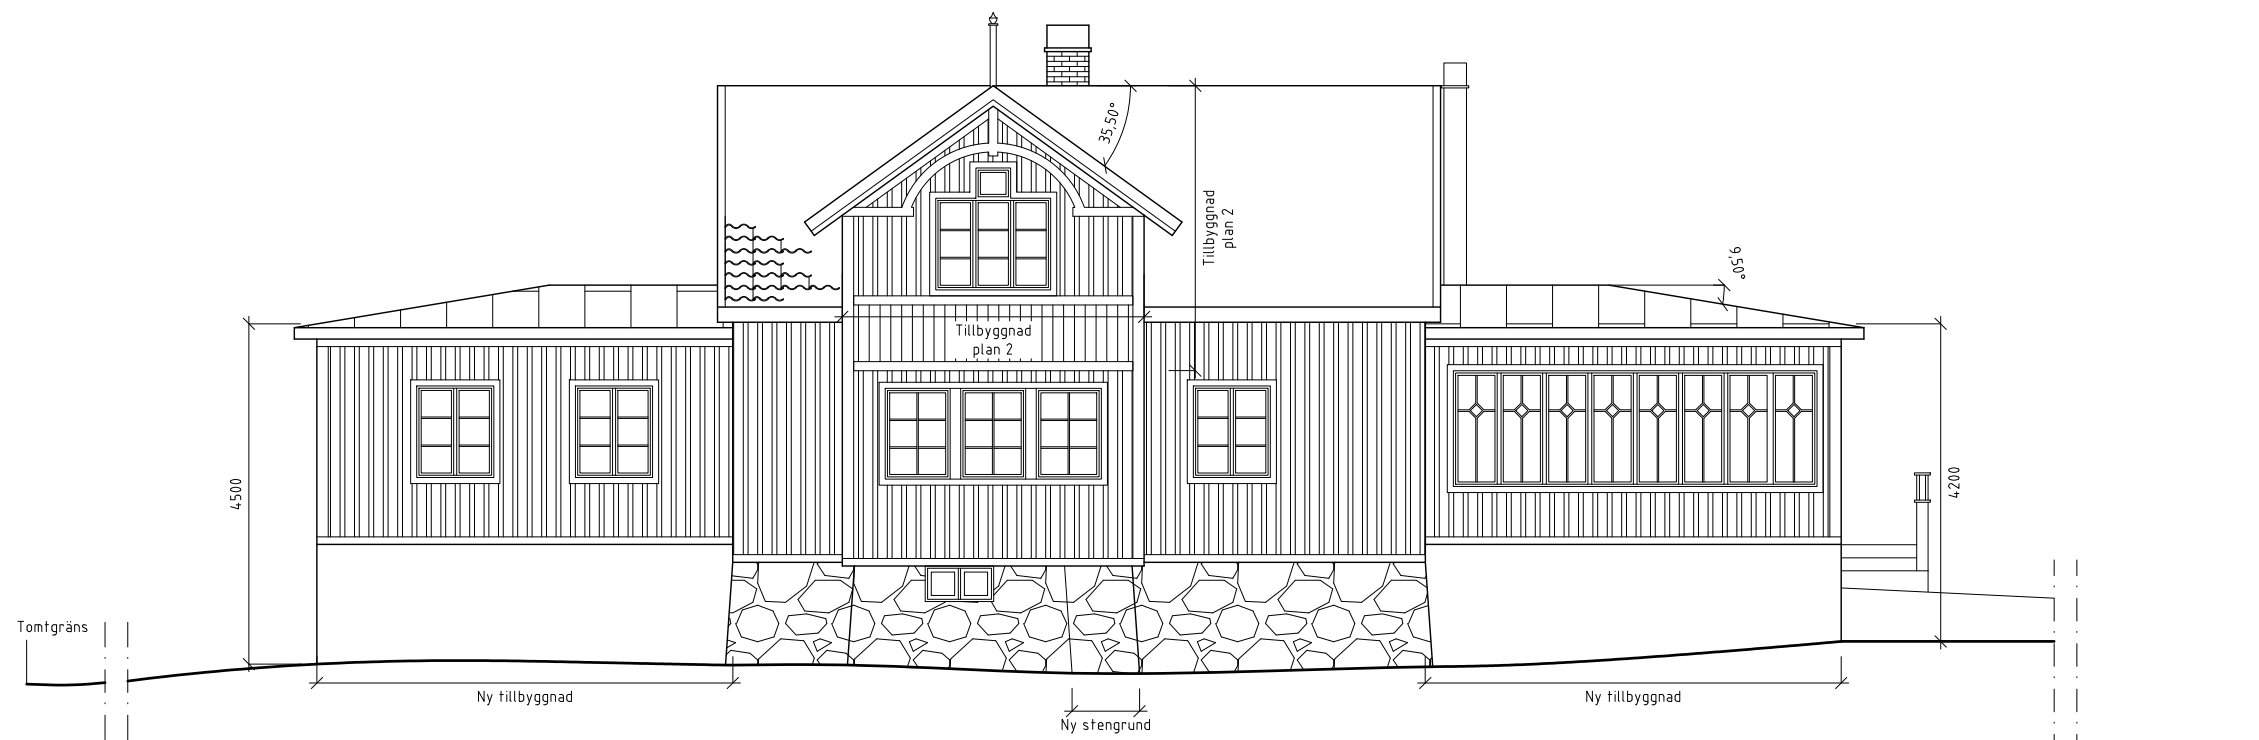 35,50°
Tillbyggnad
plan 2
9,50°
Tillbyggnad
plan 2
4500
4200
Tomtgräns
Ny tillbyggnad
Ny tillbyggnad
Ny stengrund